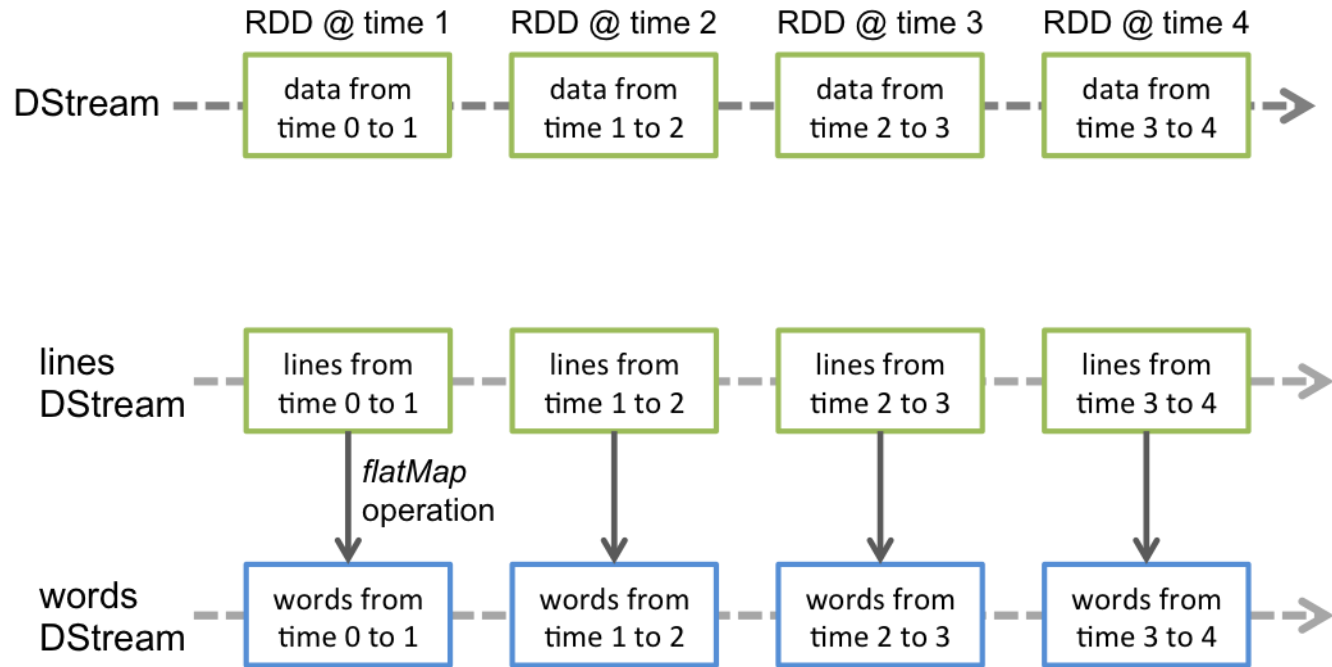 RDD @ time 1 RDD @ time 2 RDD @ time 3 RDD @ time 4
DStream
data from
time 0 to 1
data from
time 1 to 2
data from
time 2 to 3
data from
time 3 to 4
lines
DStream
lines from
time 0 to 1
lines from
time 1 to 2
lines from
time 2 to 3
lines from
time 3 to 4
flatMap
operation
words
DStream
words from
time 0 to 1
words from
time 1 to 2
words from
time 2 to 3
words from
time 3 to 4